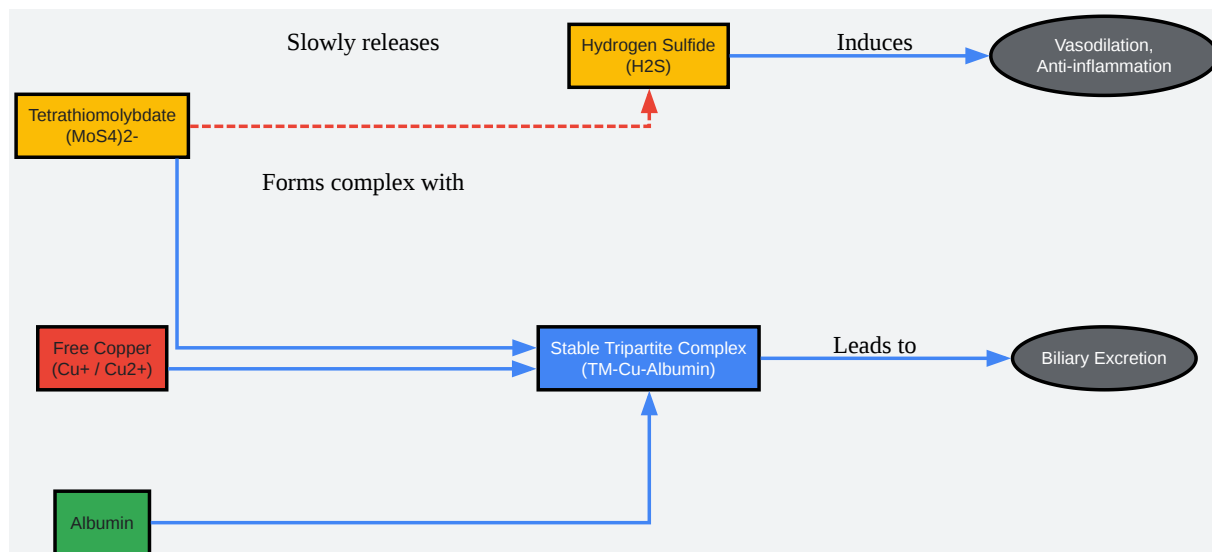 Slowly releases
Hydrogen Sulfide
(H2S)
Induces
Vasodilation,
Anti-inflammation
Tetrathiomolybdate
(MoS4)2-
Forms complex with
Free Copper
(Cu+ / Cu2+)
Stable Tripartite Complex
(TM-Cu-Albumin)
Leads to
Biliary Excretion
Albumin